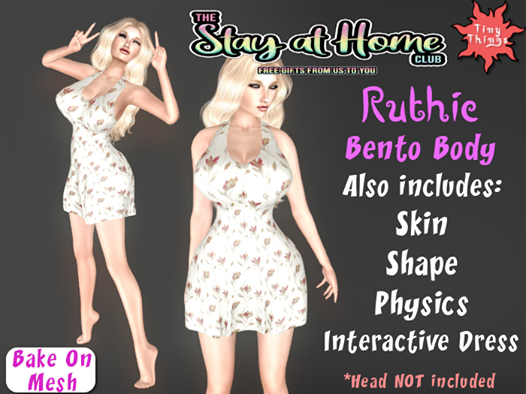 THE
Stay at Home
CLUB
FREE GIFTS FROM US TO YOU
Tiny
Things
Ruthie
Bento Body
Also includes:
Skin
Shape
Physics
Interactive Dress
*Head NOT included
Bake On
Mesh